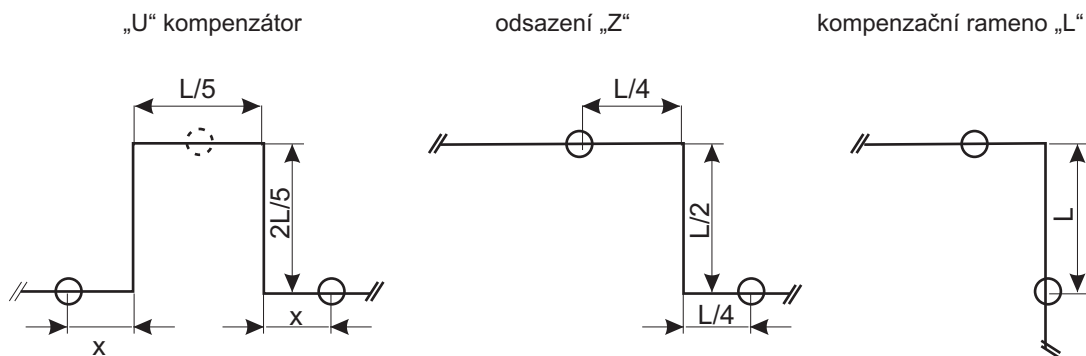 „U“ kompenzátor
odsazení „Z“
kompenzační rameno „L“
L/5
2L/5
x
x
L/4
L/2
L/4
L